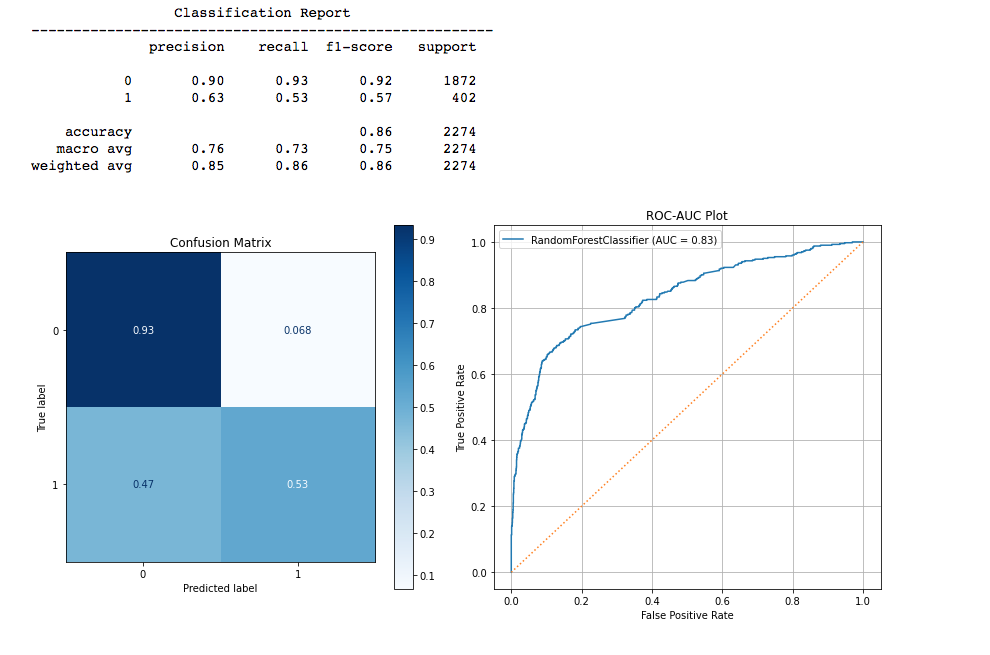 Classification Report
-------------------------------------------------------
precision recall f1-score support
0 0.90 0.93 0.92 1872
1 0.63 0.53 0.57 402
accuracy 0.86 2274
macro avg 0.76 0.73 0.75 2274
weighted avg 0.85 0.86 0.86 2274
Confusion Matrix
True label
0
1
0.93 0.068
0.47 0.53
0 1
Predicted label
0.9
0.8
0.7
0.6
0.5
0.4
0.3
0.2
0.1
ROC-AUC Plot
RandomForestClassifier (AUC = 0.83)
True Positive Rate
1.0
0.8
0.6
0.4
0.2
0.0
0.0 0.2 0.4 0.6 0.8 1.0
False Positive Rate